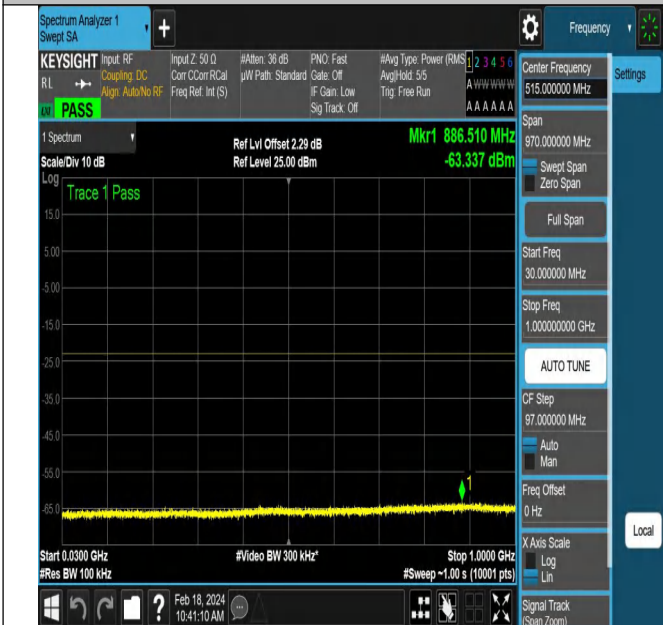 Spectrum Analyzer 1
Swept SA
Frequency
KEYSIGHT
RL
PASS
Input: RF
Coupling: DC
Align: Auto/No RF
Input Z: 50 Ω
Corr CCorr RCal
Freq Ref: Int (S)
#Atten: 36 dB
µW Path: Standard
PNO: Fast
Gate: Off
IF Gain: Low
Sig Track: Off
#Avg Type: Power (RMS
Avg|Hold: 5/5
Trig: Free Run
1 2 3 4 5 6
A W W W W W
A A A A A A
1 Spectrum
Scale/Div 10 dB
Ref Lvl Offset 2.29 dB
Ref Level 25.00 dBm
Mkr1 886.510 MHz
-63.337 dBm
Log
Trace 1 Pass
15.0
5.00
-5.00
-15.0
-25.0
-35.0
-45.0
-55.0
-65.0
1
Start 0.0300 GHz
#Res BW 100 kHz
#Video BW 300 kHz*
Stop 1.0000 GHz
#Sweep ~1.00 s (10001 pts)
Feb 18, 2024
10:41:10 AM
Center Frequency
515.000000 MHz
Span
970.000000 MHz
Swept Span
Zero Span
Full Span
Start Freq
30.000000 MHz
Stop Freq
1.000000000 GHz
AUTO TUNE
CF Step
97.000000 MHz
Auto
Man
Freq Offset
0 Hz
X Axis Scale
Log
Lin
Signal Track
(Span Zoom)
Settings
Local